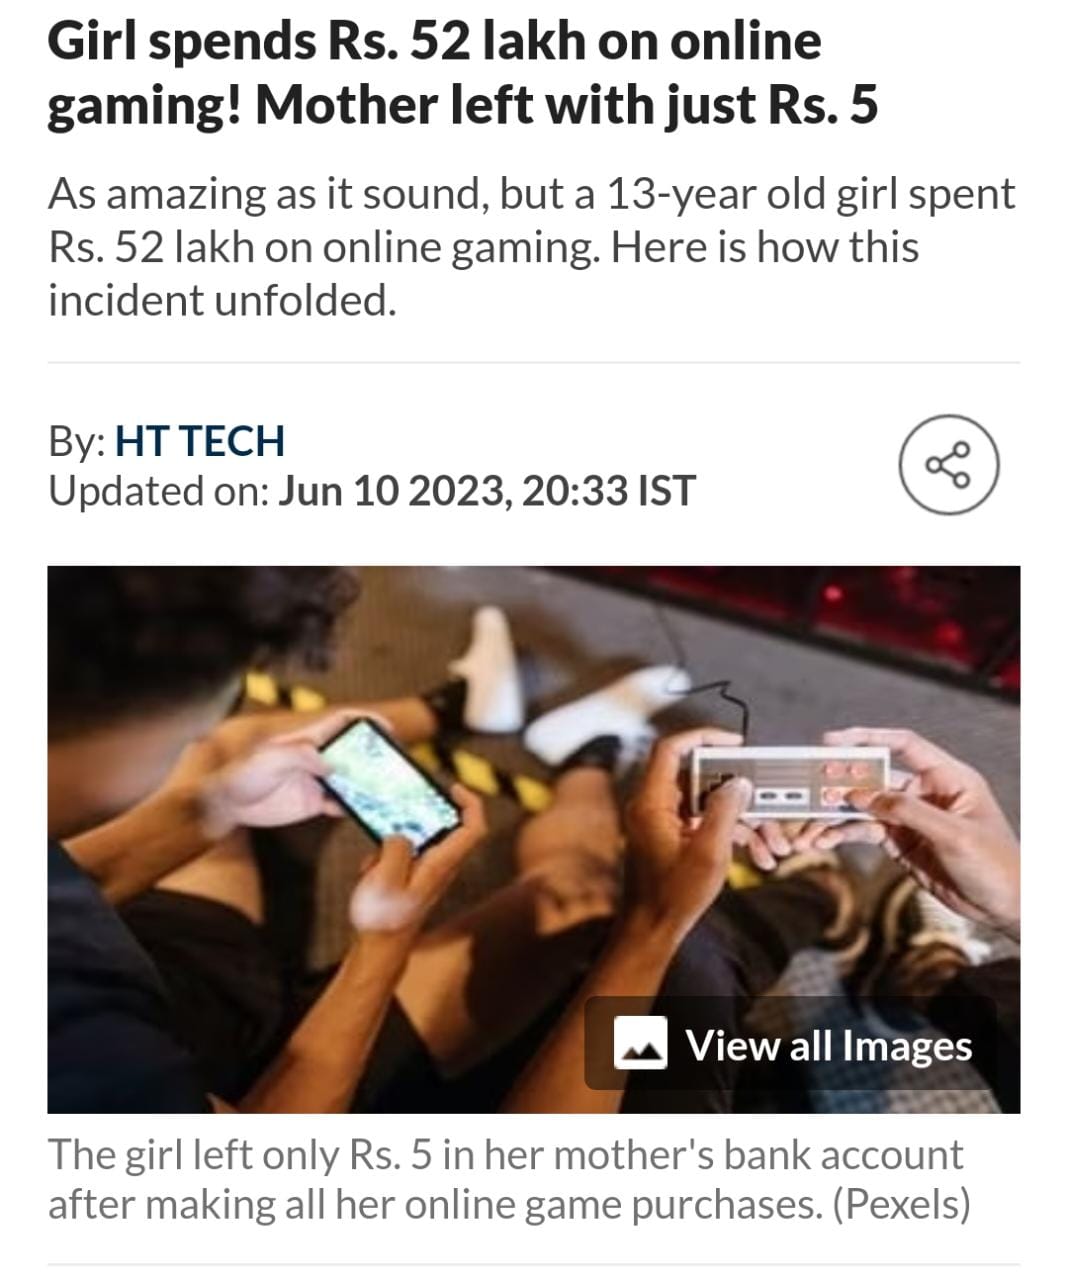 Girl spends Rs. 52 lakh on online
gaming! Mother left with just Rs. 5
As amazing as it sound, but a 13-year old girl spent
Rs. 52 lakh on online gaming. Here is how this
incident unfolded.
By: HT TECH
Updated on: Jun 10 2023, 20:33 IST
View all Images
The girl left only Rs. 5 in her mother's bank account
after making all her online game purchases. (Pexels)